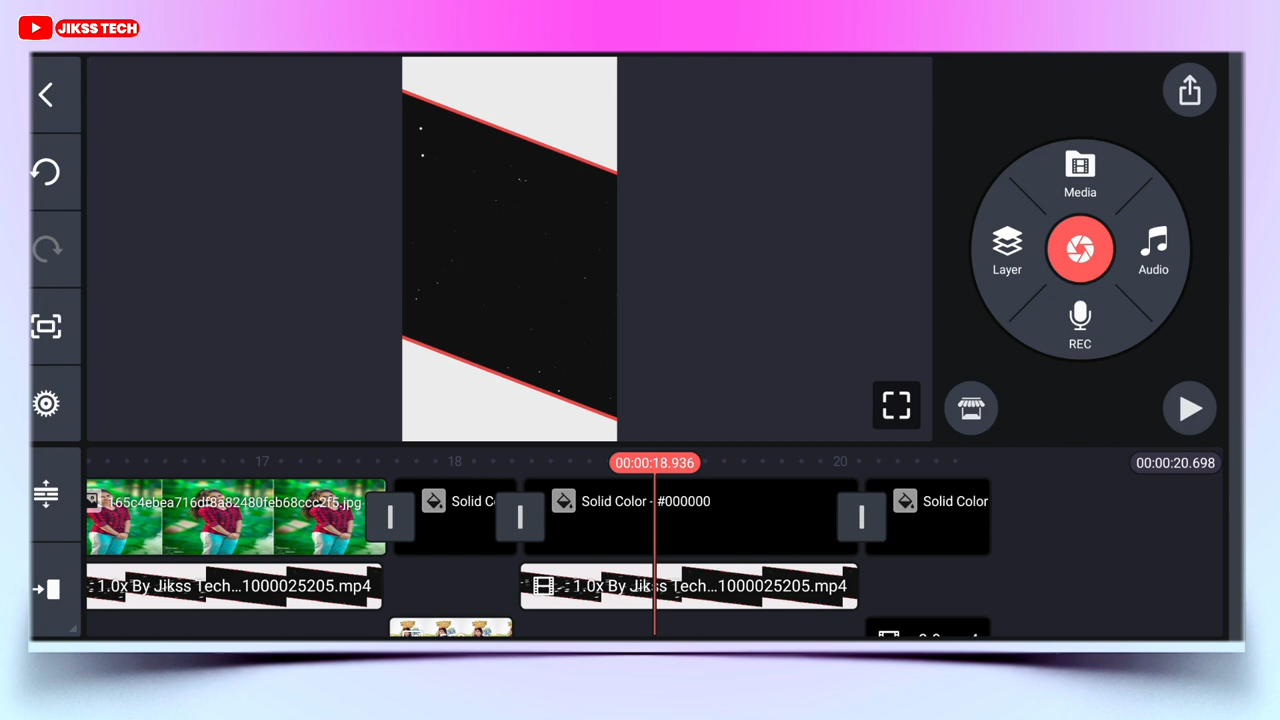 JIKSS TECH
Media
Layer
Audio
REC
17
18
00:00:18.936
20
00:00:20.698
165c4ebea716df8a82480feb68ccc2f5.jpg
Solid C
Solid Color - #000000
Solid Color
1.0x By Jikss Tech...1000025205.mp4
1.0x By Jikss Tech...1000025205.mp4